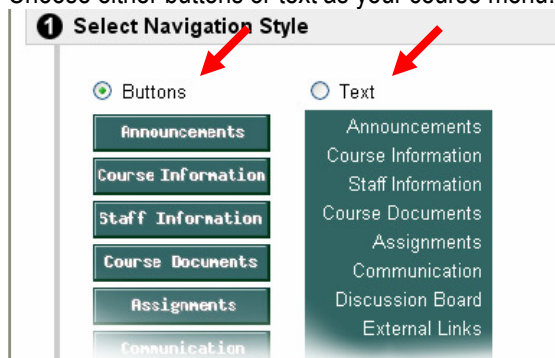 Choose either buttons or text as your course menu.
1 Select Navigation Style
Buttons
Announcements
Course Information
Staff Information
Course Documents
Assignments
Communication
Text
Announcements
Course Information
Staff Information
Course Documents
Assignments
Communication
Discussion Board
External Links